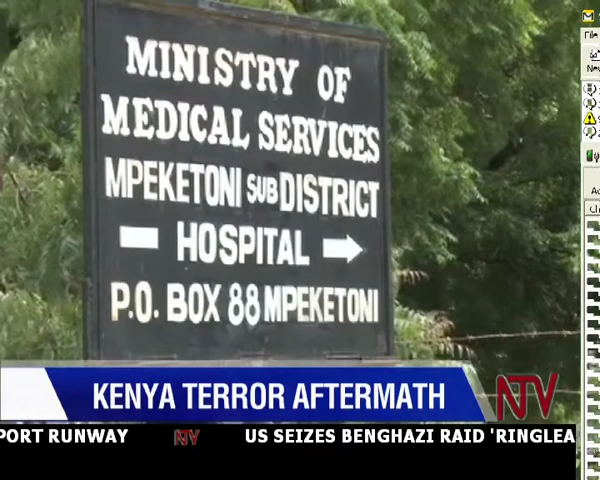 MINISTRY OF
MEDICAL SERVICES
MPEKETONI SUB DISTRICT
HOSPITAL
P.O. BOX 88 MPEKETONI
KENYA TERROR AFTERMATH
NTV
PORT RUNWAY NTV US SEIZES BENGHAZI RAID 'RINGLEA
File